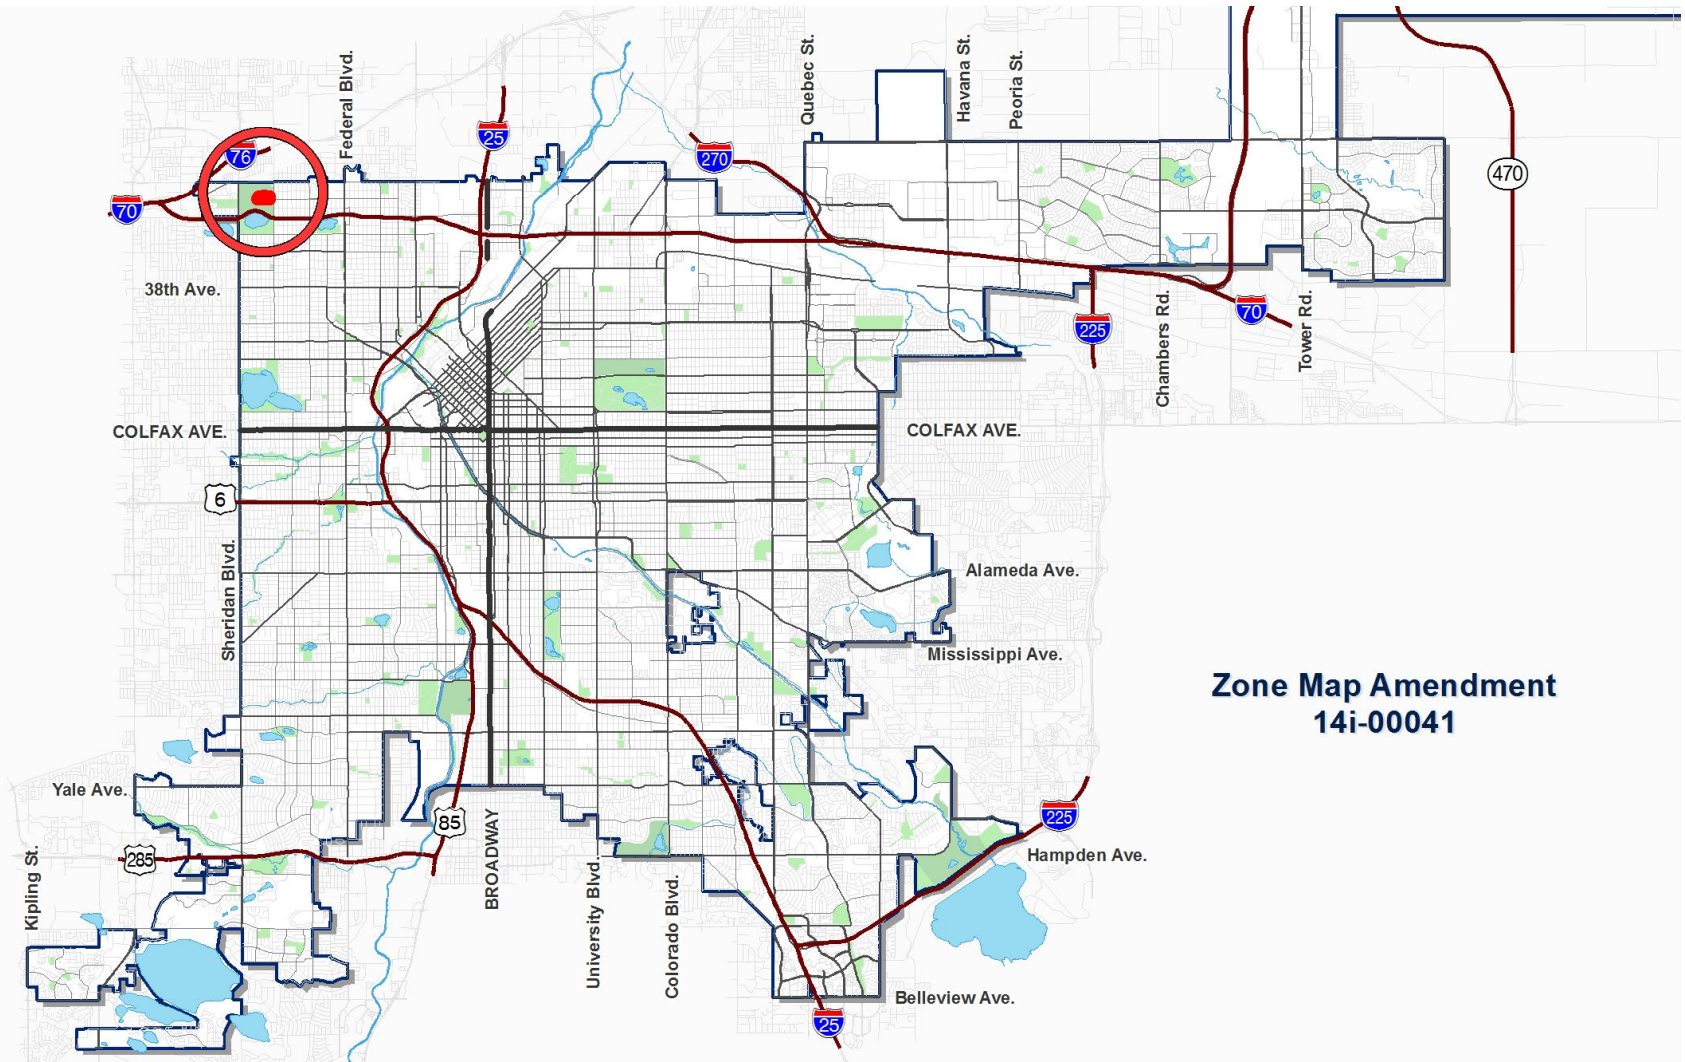 Federal Blvd.
Quebec St.
Havana St.
Peoria St.
25
76
270
470
70
38th Ave.
70
225
Chambers Rd.
Tower Rd.
COLFAX AVE.
COLFAX AVE.
6
Sheridan Blvd.
Alameda Ave.
Mississippi Ave.
Zone Map Amendment
14i-00041
Yale Ave.
85
225
285
BROADWAY
Hampden Ave.
Kipling St.
University Blvd.
Colorado Blvd.
Belleview Ave.
25